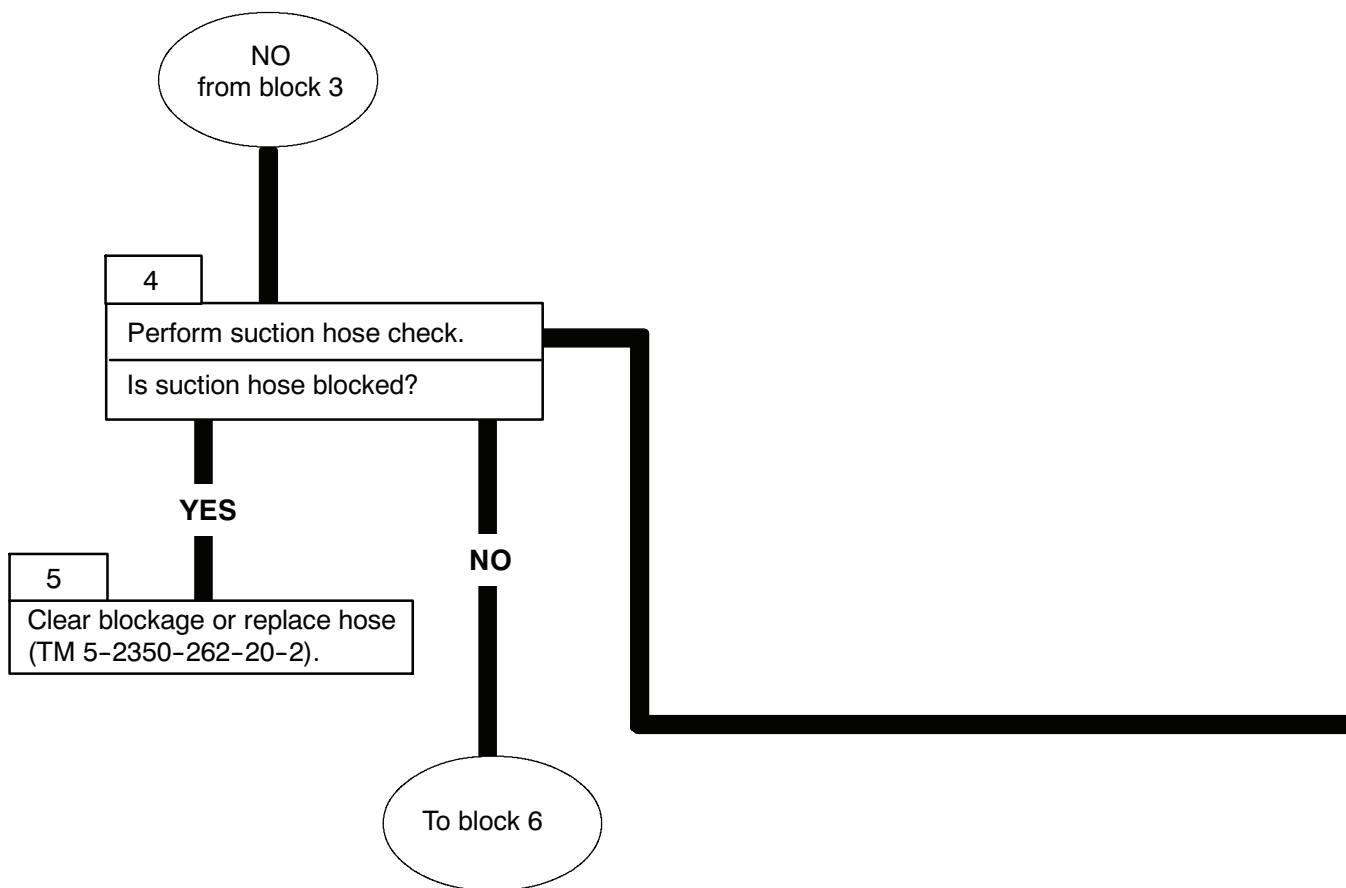 NO
from block 3
4
Perform suction hose check.
Is suction hose blocked?
YES
NO
5
Clear blockage or replace hose
(TM 5-2350-262-20-2).
To block 6